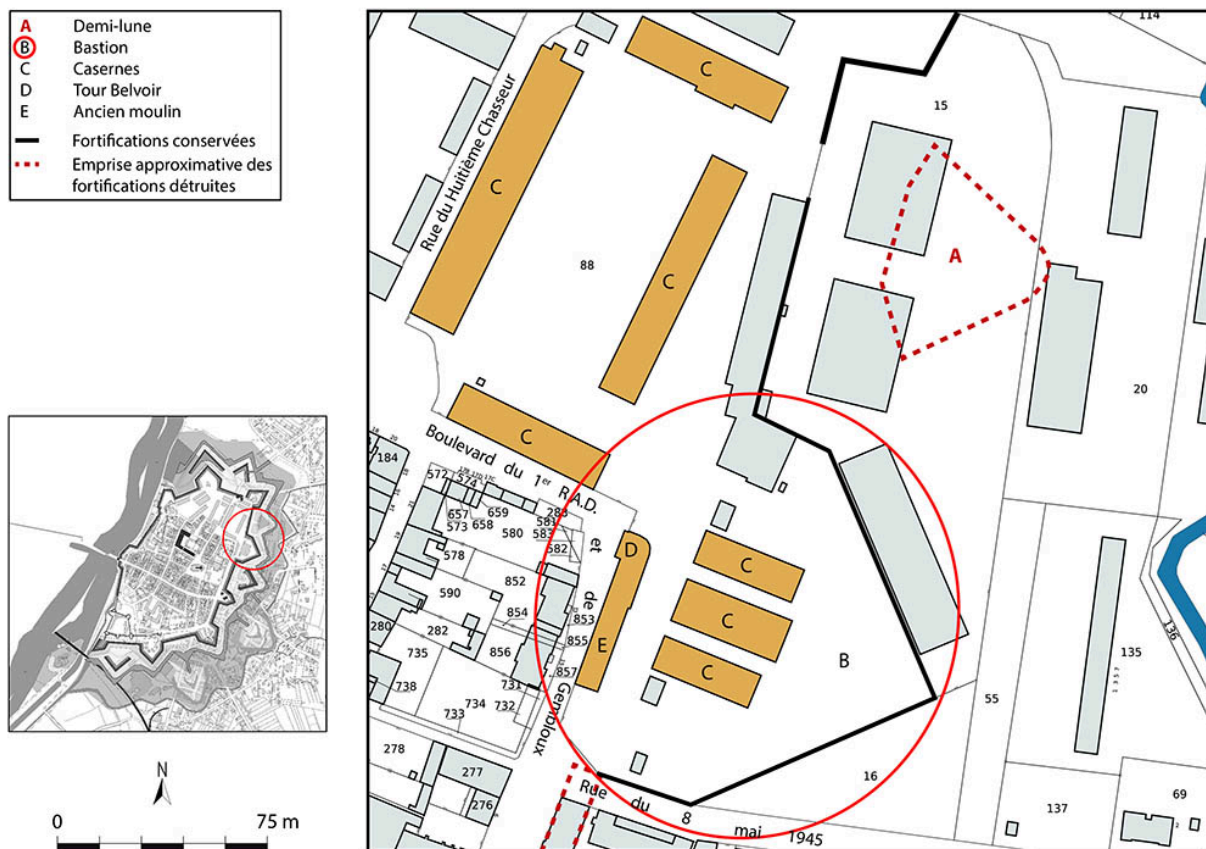 A Demi-lune
B Bastion
C Casernes
D Tour Belvoir
E Ancien moulin
Fortifications conservées
Emprise approximative des
fortifications détruites
N
0 75 m
114
15
C
Rue du Huitième Chasseur
C
88
C
A
20
C
Boulevard du 1er R.A.D.
et de Gembloux
184
572
574
659
657
573
658
580
283
581
583
582
578
D
C
852
590
854
853
C
B
280
282
856
E
855
735
857
C
136
135
738
731
734
732
733
55
278
277
276
Rue du 8 mai 1945
16
137
69